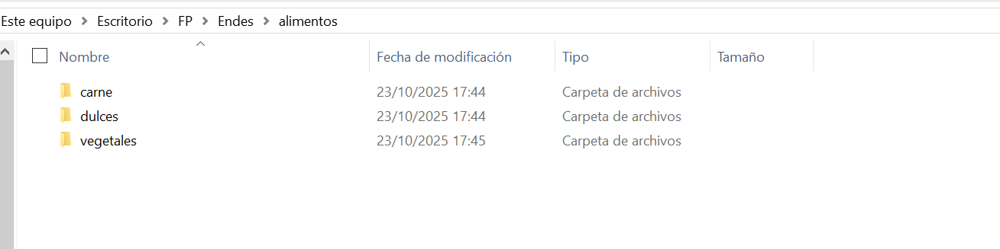 Este equipo > Escritorio > FP > Endes > alimentos
Nombre Fecha de modificación Tipo Tamaño
carne 23/10/2025 17:44 Carpeta de archivos
dulces 23/10/2025 17:44 Carpeta de archivos
vegetales 23/10/2025 17:45 Carpeta de archivos